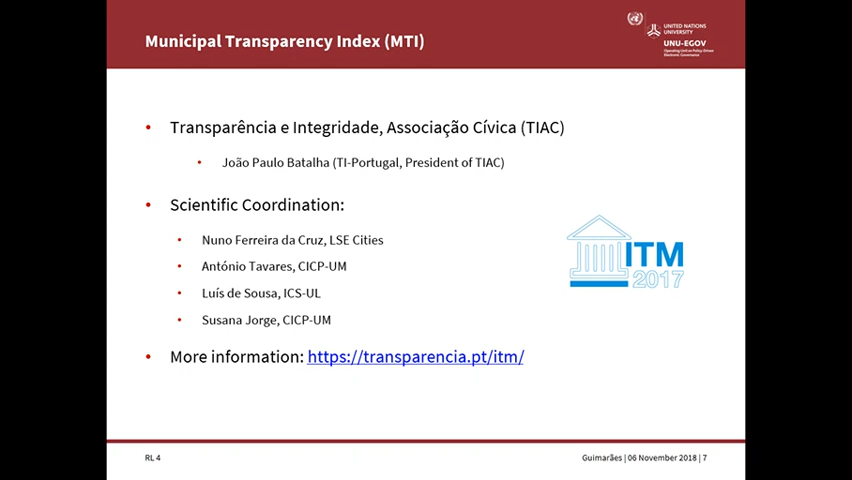 Municipal Transparency Index (MTI)
UNITED NATIONS
UNIVERSITY
UNU-EGOV
Operating Unit on Policy-Driven
Electronic Governance
• Transparência e Integridade, Associação Cívica (TIAC)
• João Paulo Batalha (TI-Portugal, President of TIAC)
• Scientific Coordination:
• Nuno Ferreira da Cruz, LSE Cities
• António Tavares, CICP-UM
• Luís de Sousa, ICS-UL
• Susana Jorge, CICP-UM
ITM
2017
• More information: https://transparencia.pt/itm/
RL 4
Guimarães | 06 November 2018 | 7